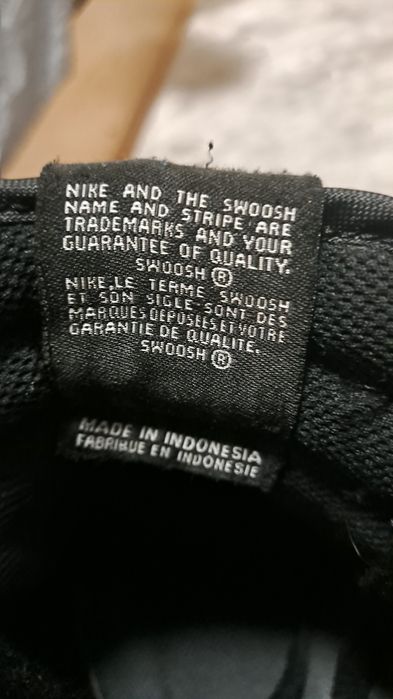 NIKE AND THE SWOOSH
NAME AND STRIPE ARE
TRADEMARKS AND YOUR
GUARANTEE OF QUALITY.
SWOOSH ®
NIKE, LE TERME SWOOSH
ET SON SIGLE SONT DES
MARQUES DEPOSEES ET VOTRE
GARANTIE DE QUALITE.
SWOOSH ®
MADE IN INDONESIA
FABRIQUE EN INDONESIE